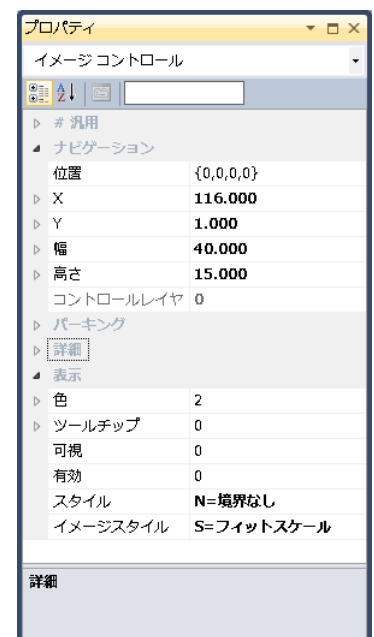 プロパティ
イメージ コントロール
# 汎用
ナビゲーション
位置 {0,0,0,0}
X 116.000
Y 1.000
幅 40.000
高さ 15.000
コントロールレイヤ 0
パーキング
詳細
表示
色 2
ツールチップ 0
可視 0
有効 0
スタイル N=境界なし
イメージスタイル S=フィットスケール
詳細